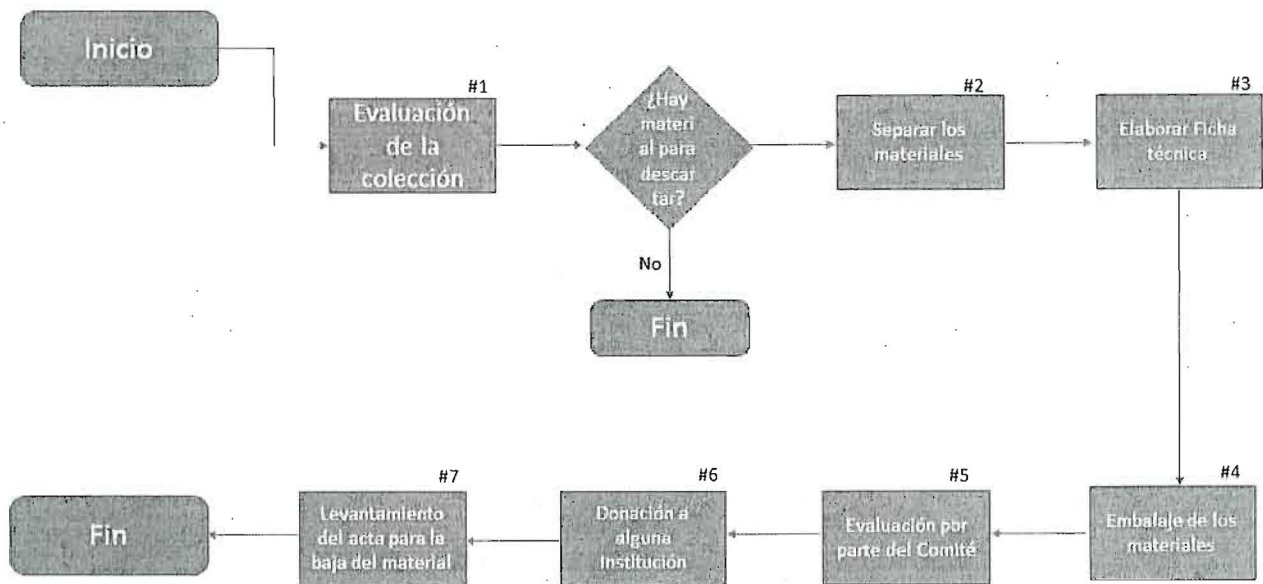 Inicio
#1
Evaluación
de la
colección
¿Hay
materi
al para
descar
tar?
No
Fin
#2
Separar los
materiales
#3
Elaborar Ficha
técnica
#4
Embalaje de los
materiales
#5
Evaluación por
parte del Comité
#6
Donación a
alguna
Institución
#7
Levantamiento
del acta para la
baja del material
Fin